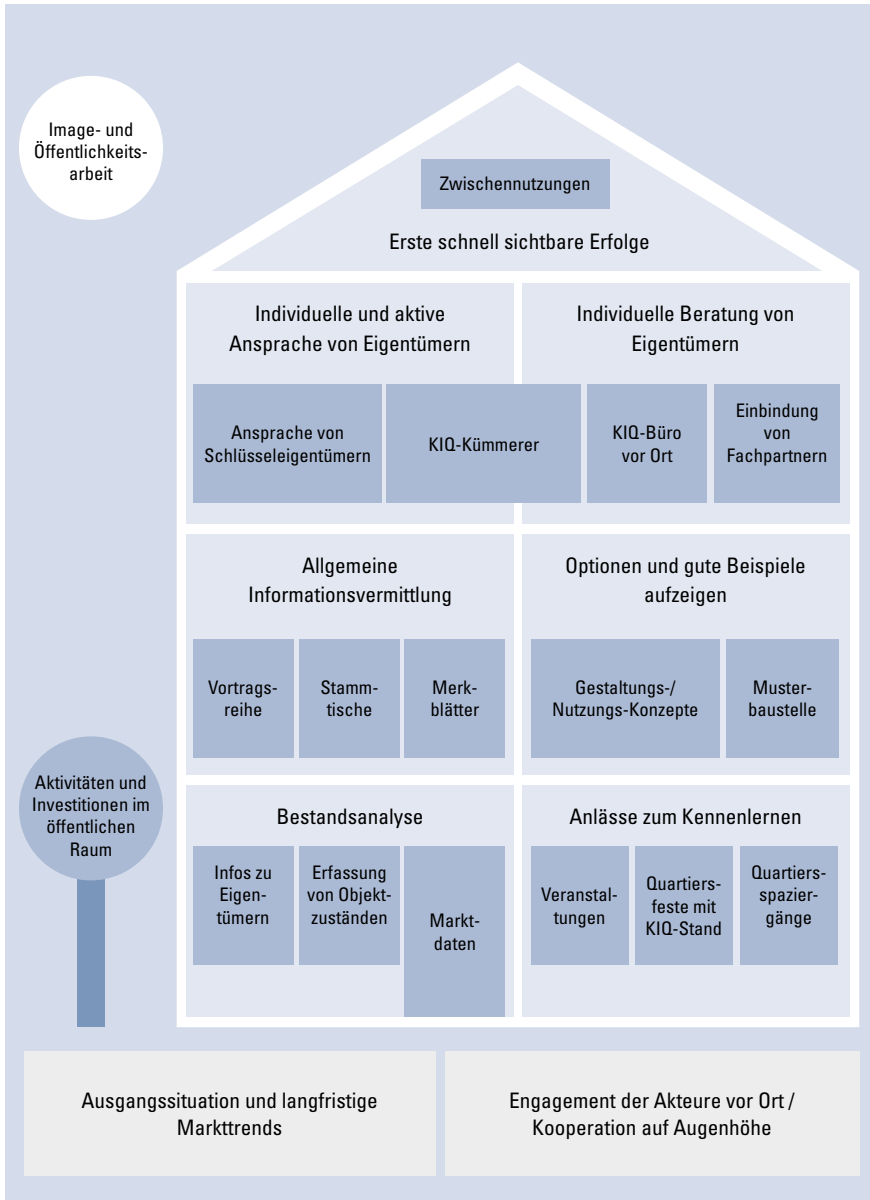 Image- und
Öffentlichkeits-
arbeit
Zwischennutzungen
Erste schnell sichtbare Erfolge
Individuelle und aktive
Ansprache von Eigentümern
Individuelle Beratung von
Eigentümern
Ansprache von
Schlüsseleigentümern
KIQ-Kümmerer
KIQ-Büro
vor Ort
Einbindung
von
Fachpartnern
Allgemeine
Informationsvermittlung
Optionen und gute Beispiele
aufzeigen
Vortrags-
reihe
Stamm-
tische
Merk-
blätter
Gestaltungs-/
Nutzungs-Konzepte
Muster-
baustelle
Aktivitäten und
Investitionen im
öffentlichen
Raum
Bestandsanalyse
Anlässe zum Kennenlernen
Infos zu
Eigen-
tümern
Erfassung
von Objekt-
zuständen
Markt-
daten
Veranstal-
tungen
Quartiers-
feste mit
KIQ-Stand
Quartiers-
spazier-
gänge
Ausgangssituation und langfristige
Markttrends
Engagement der Akteure vor Ort /
Kooperation auf Augenhöhe